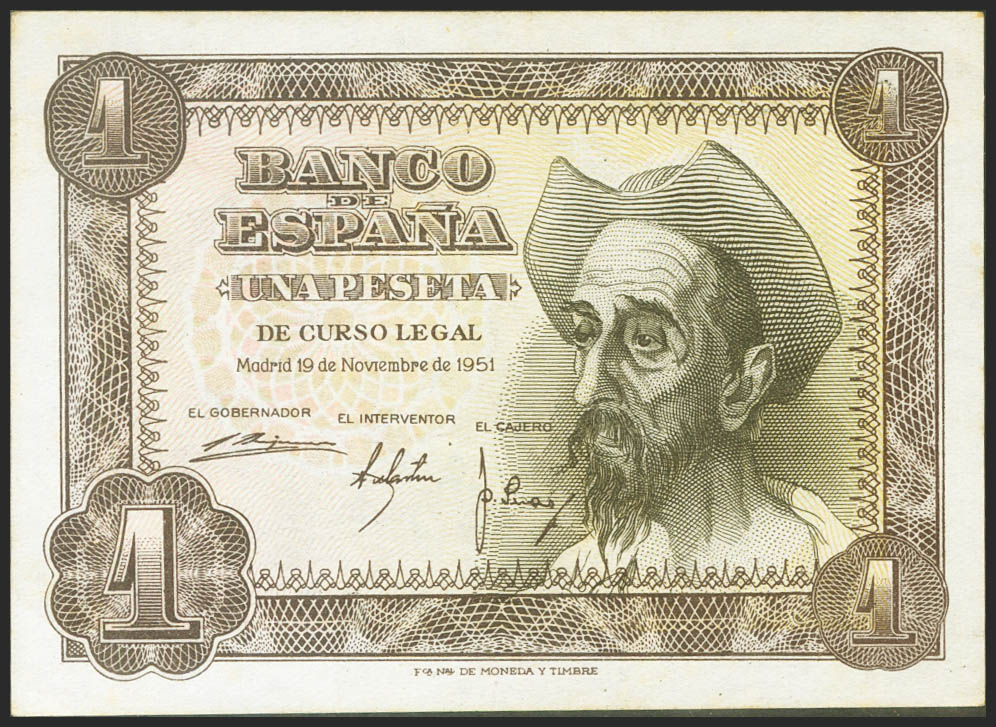 1
1
BANCO
DE
ESPAÑA
UNA PESETA
DE CURSO LEGAL
Madrid 19 de Noviembre de 1951
EL GOBERNADOR
EL INTERVENTOR
EL CAJERO
1
1
Fca Nal DE MONEDA Y TIMBRE